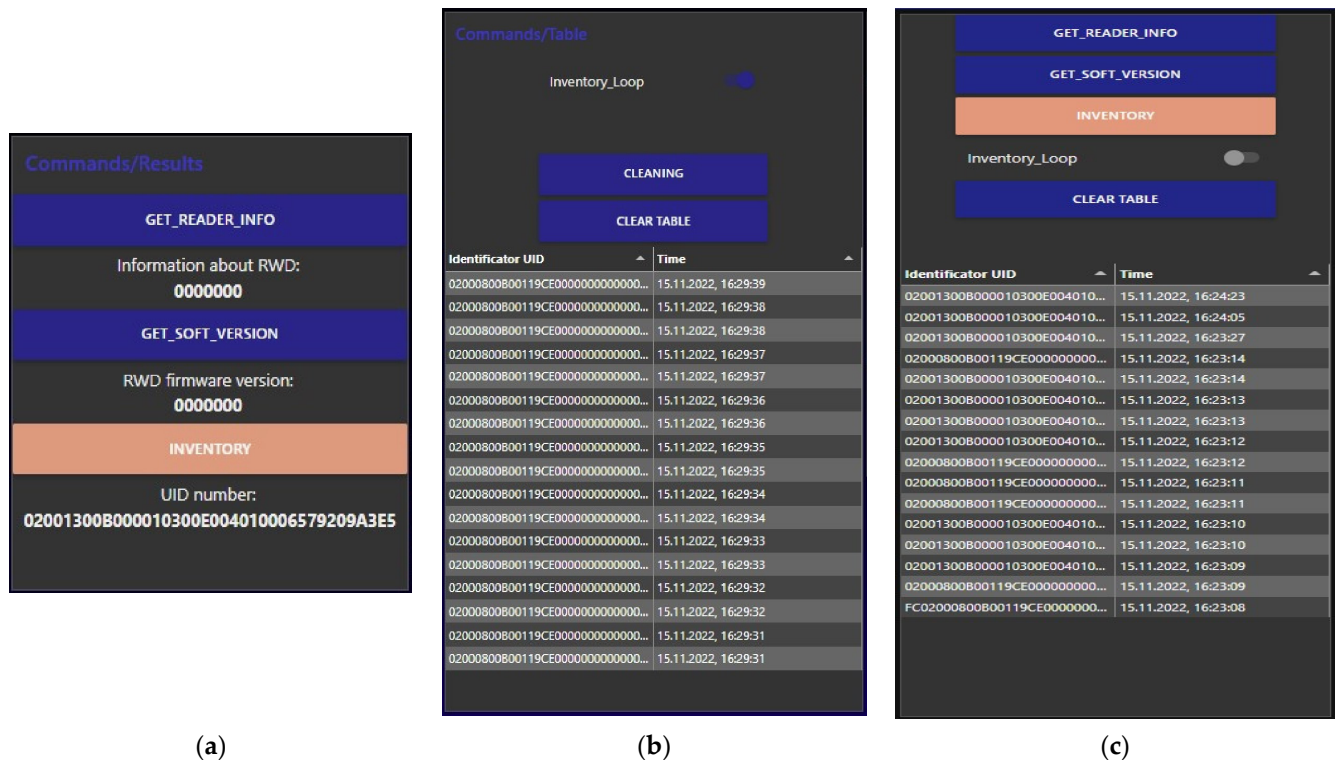 Commands/Results
GET_READER_INFO
Information about RWD:
0000000
GET_SOFT_VERSION
RWD firmware version:
0000000
INVENTORY
UID number:
02001300B000010300E004010006579209A3E5
(a)
Commands/Table
Inventory_Loop
CLEANING
CLEAR TABLE
Identificator UID Time
02000800B00119CE0000000000000... 15.11.2022, 16:29:39
02000800B00119CE0000000000000... 15.11.2022, 16:29:38
02000800B00119CE0000000000000... 15.11.2022, 16:29:38
02000800B00119CE0000000000000... 15.11.2022, 16:29:37
02000800B00119CE0000000000000... 15.11.2022, 16:29:37
02000800B00119CE0000000000000... 15.11.2022, 16:29:36
02000800B00119CE0000000000000... 15.11.2022, 16:29:36
02000800B00119CE0000000000000... 15.11.2022, 16:29:35
02000800B00119CE0000000000000... 15.11.2022, 16:29:35
02000800B00119CE0000000000000... 15.11.2022, 16:29:34
02000800B00119CE0000000000000... 15.11.2022, 16:29:34
02000800B00119CE0000000000000... 15.11.2022, 16:29:33
02000800B00119CE0000000000000... 15.11.2022, 16:29:33
02000800B00119CE0000000000000... 15.11.2022, 16:29:32
02000800B00119CE0000000000000... 15.11.2022, 16:29:32
02000800B00119CE0000000000000... 15.11.2022, 16:29:31
02000800B00119CE0000000000000... 15.11.2022, 16:29:31
(b)
GET_READER_INFO
GET_SOFT_VERSION
INVENTORY
Inventory_Loop
CLEAR TABLE
Identificator UID Time
02001300B000010300E004010... 15.11.2022, 16:24:23
02001300B000010300E004010... 15.11.2022, 16:24:05
02001300B000010300E004010... 15.11.2022, 16:23:27
02000800B00119CE000000000... 15.11.2022, 16:23:14
02001300B000010300E004010... 15.11.2022, 16:23:14
02001300B000010300E004010... 15.11.2022, 16:23:13
02001300B000010300E004010... 15.11.2022, 16:23:13
02001300B000010300E004010... 15.11.2022, 16:23:12
02000800B00119CE000000000... 15.11.2022, 16:23:12
02000800B00119CE000000000... 15.11.2022, 16:23:11
02000800B00119CE000000000... 15.11.2022, 16:23:11
02001300B000010300E004010... 15.11.2022, 16:23:10
02001300B000010300E004010... 15.11.2022, 16:23:10
02001300B000010300E004010... 15.11.2022, 16:23:09
02000800B00119CE000000000... 15.11.2022, 16:23:09
FC02000800B00119CE0000000... 15.11.2022, 16:23:08
(c)